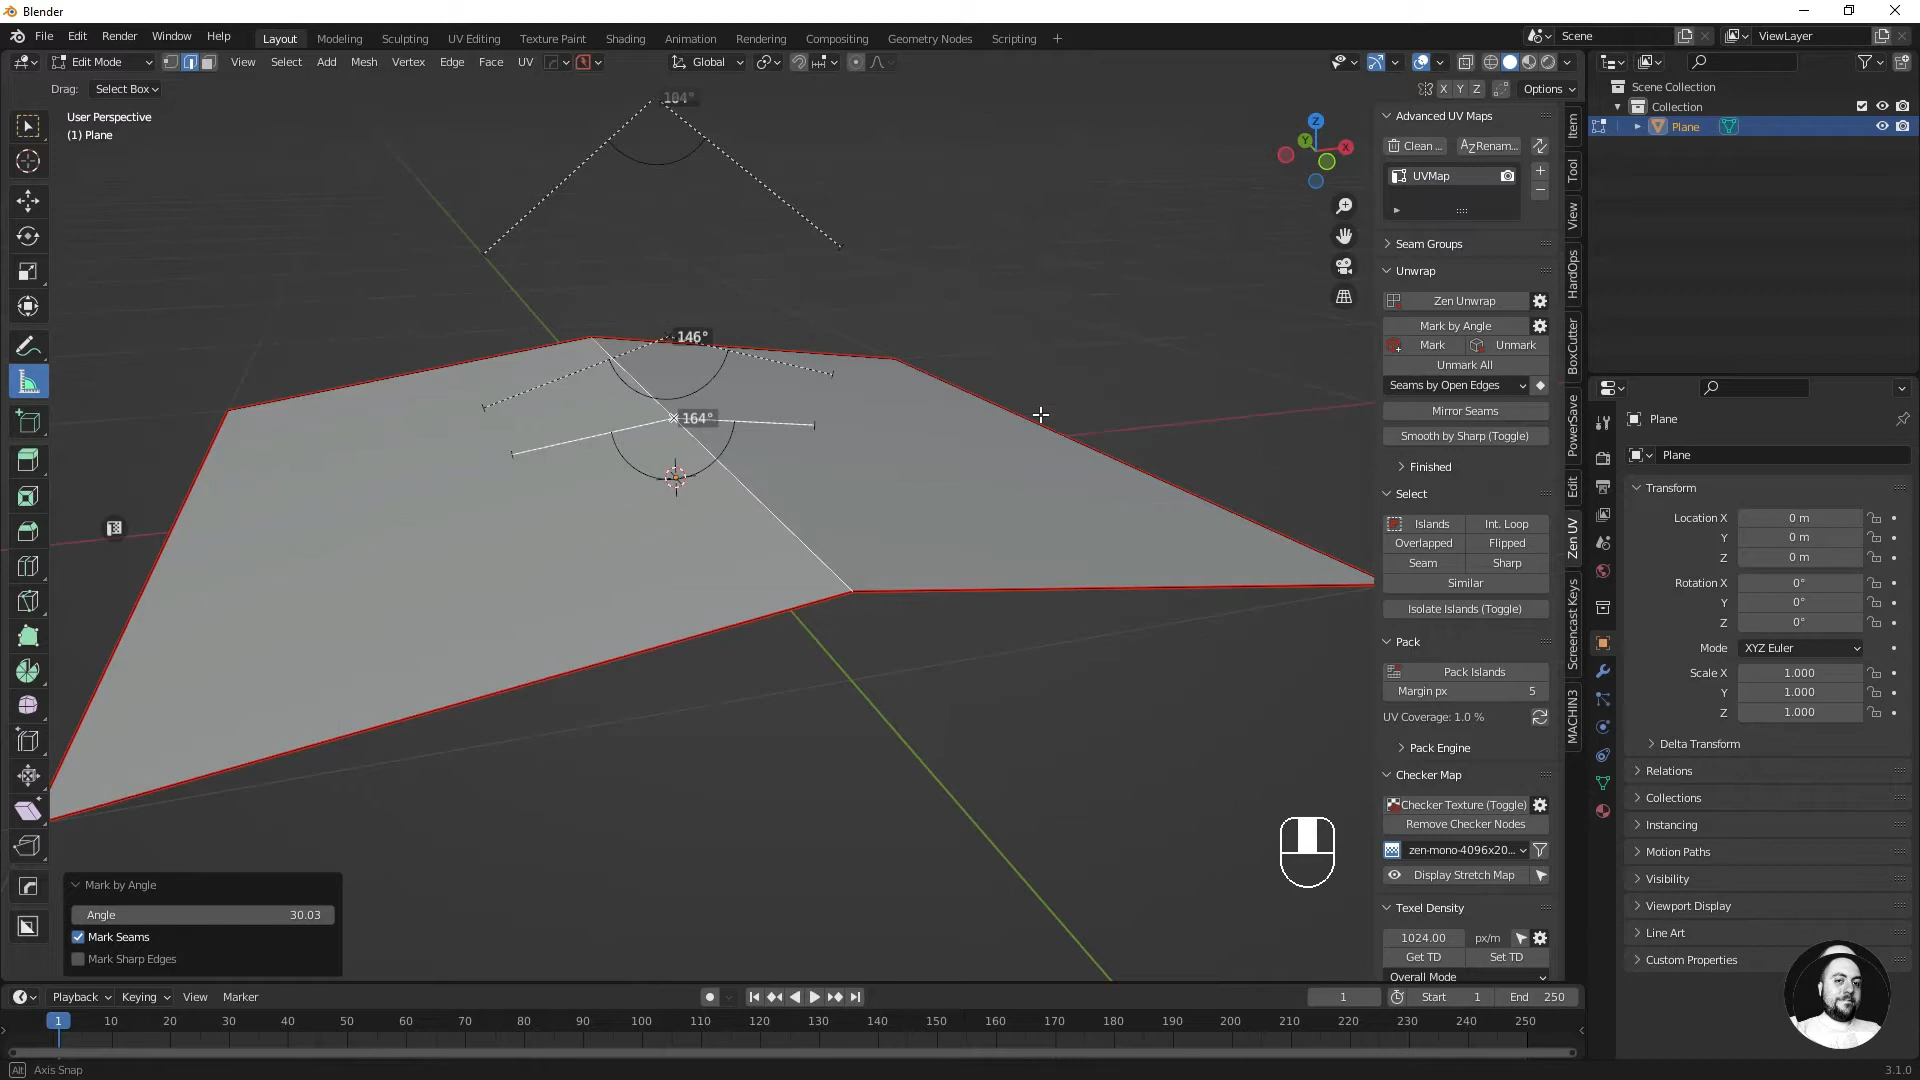 Blender
File Edit Render Window Help
Layout Modeling Sculpting UV Editing Texture Paint Shading Animation Rendering Compositing Geometry Nodes Scripting +
Scene
ViewLayer
Edit Mode View Select Add Mesh Vertex Edge Face UV
Global
Drag: Select Box
X Y Z Options
User Perspective
(1) Plane
104°
146°
164°
Z
X
Y
Advanced UV Maps
Clean ... Renam...
UVMap
Seam Groups
Unwrap
Zen Unwrap
Mark by Angle
Mark Unmark
Unmark All
Seams by Open Edges
Mirror Seams
Smooth by Sharp (Toggle)
Finished
Select
Islands Int. Loop
Overlapped Flipped
Seam Sharp
Similar
Isolate Islands (Toggle)
Pack
Pack Islands
Margin px 5
UV Coverage: 1.0 %
Pack Engine
Checker Map
Checker Texture (Toggle)
Remove Checker Nodes
zen-mono-4096x20...
Display Stretch Map
Texel Density
1024.00 px/m
Get TD Set TD
Overall Mode
Item
Tool
View
HardOps
BoxCutter
PowerSave
Edit
Zen UV
Screencast Keys
MACHIN3
Scene Collection
Collection
Plane
Plane
Plane
Transform
Location X 0 m
Y 0 m
Z 0 m
Rotation X 0°
Y 0°
Z 0°
Mode XYZ Euler
Scale X 1.000
Y 1.000
Z 1.000
Delta Transform
Relations
Collections
Instancing
Motion Paths
Visibility
Viewport Display
Line Art
Custom Properties
Mark by Angle
Angle 30.03
Mark Seams
Mark Sharp Edges
Playback Keying View Marker
1 Start 1 End 250
1 10 20 30 40 50 60 70 80 90 100 110 120 130 140 150 160 170 180 190 200 210 220 230 240 250
Alt Axis Snap
3.1.0